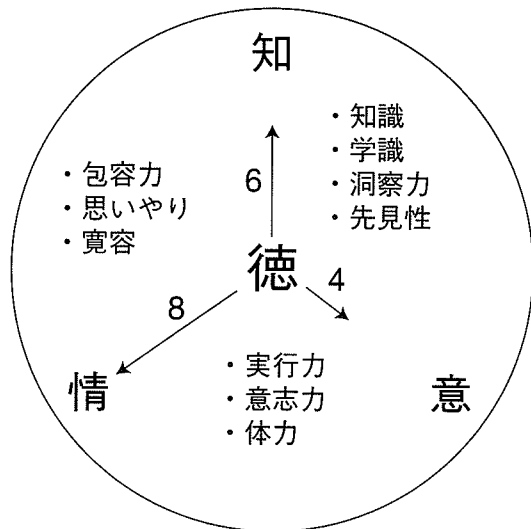 知
・知識
・学識
・洞察力
・先見性
・包容力
・思いやり
・寛容
6
徳
4
8
情
・実行力
・意志力
・体力
意